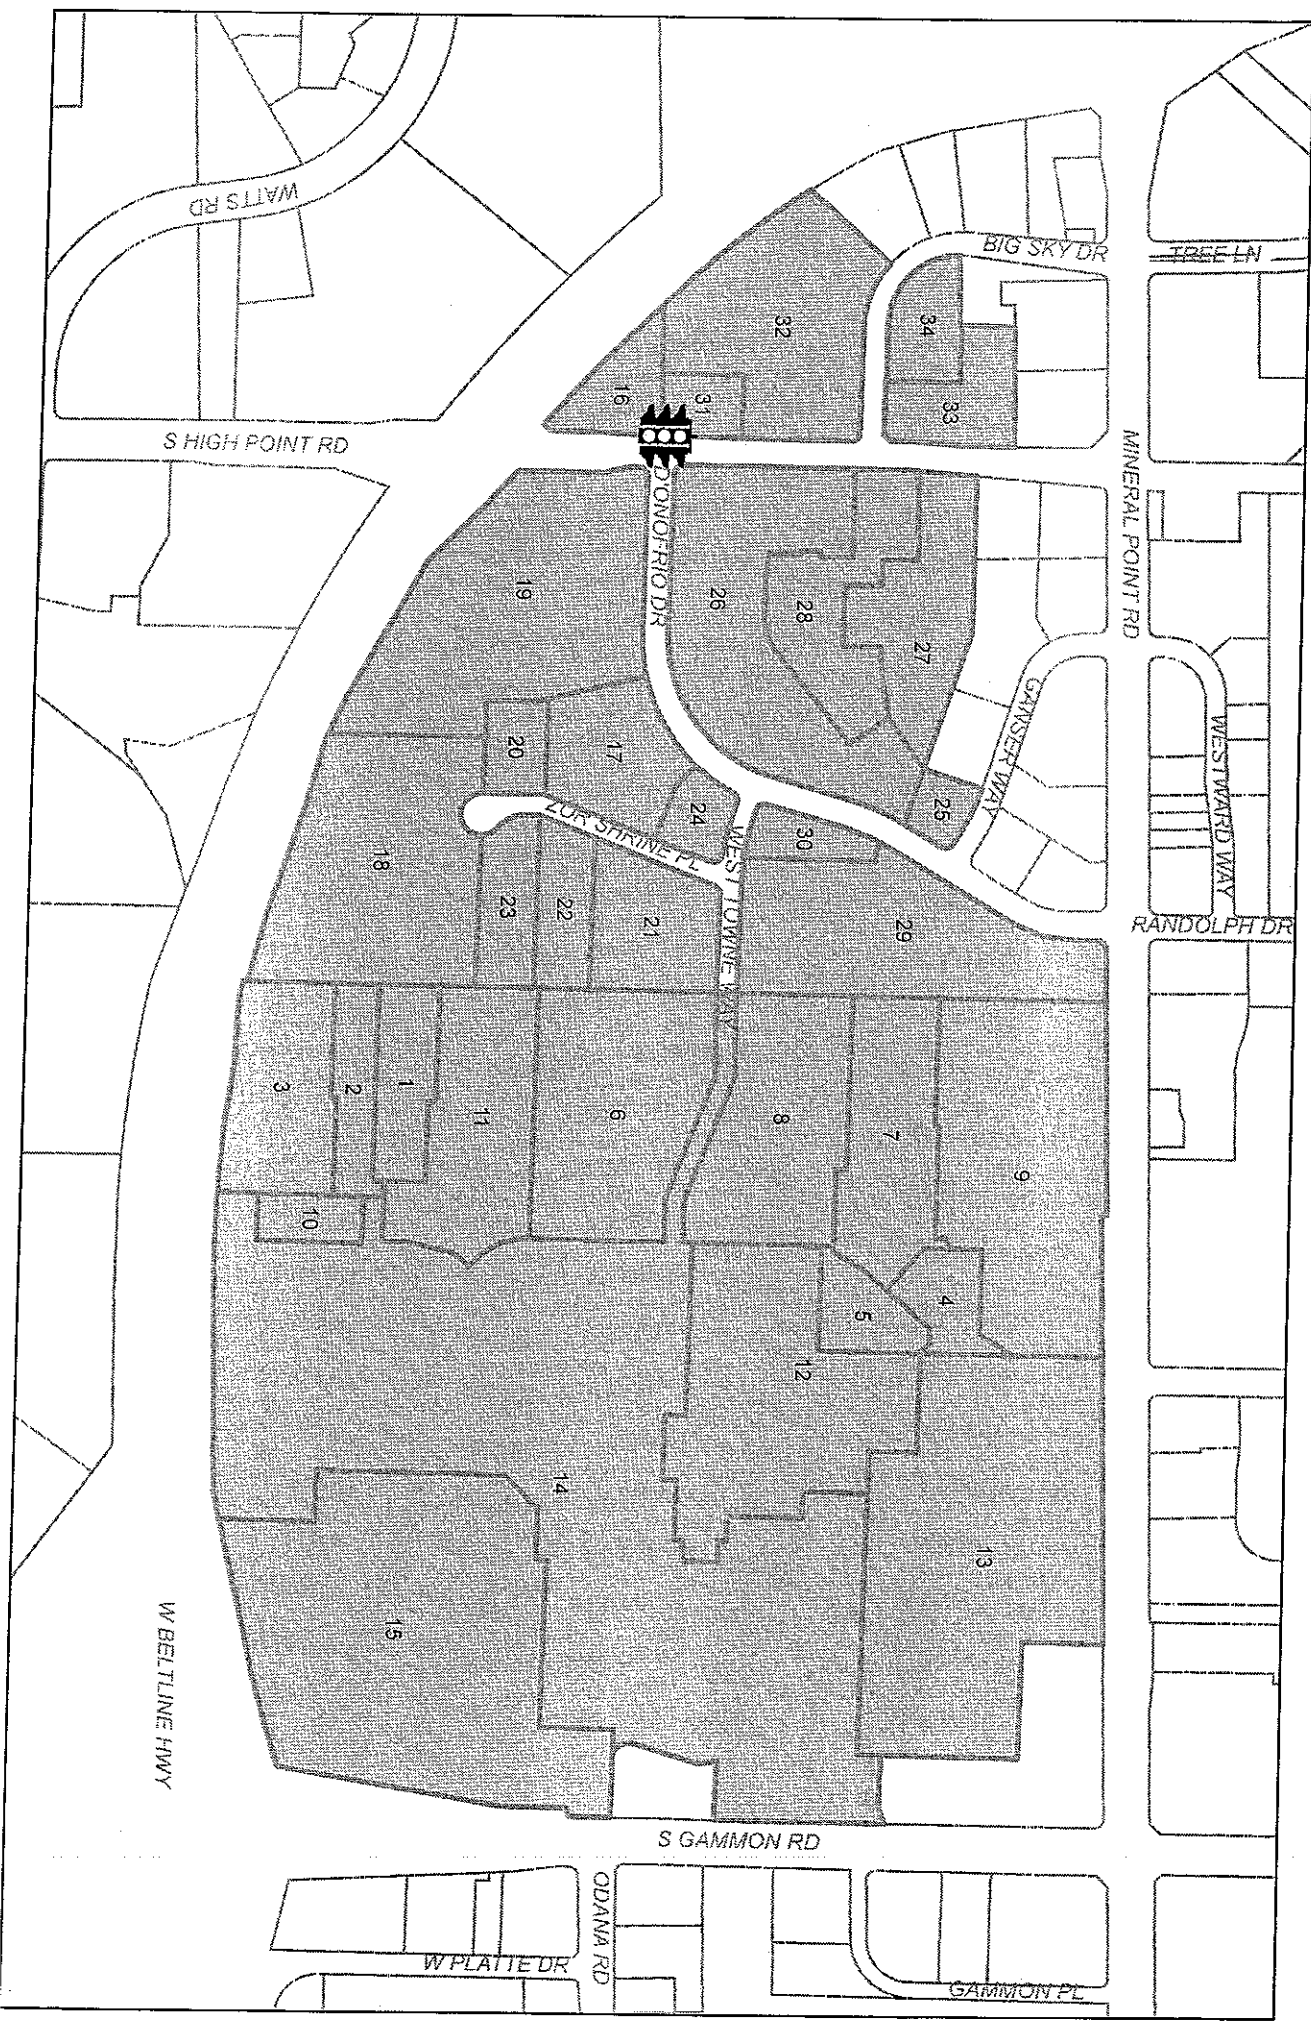 WATTS RD
BIG SKY DR
TREE LN
S HIGH POINT RD
MINERAL POINT RD
D'ONOFRIO DR
GANSER WAY
WESTWARD WAY
ZOR SHRINE PL
WEST TOWNE WAY
RANDOLPH DR
W BELTLINE HWY
S GAMMON RD
ODANA RD
W PLATTE DR
GAMMON PL
32
34
33
31
16
19
26
28
27
20
17
24
25
30
18
23
22
21
29
3
2
1
11
6
8
7
9
10
4
5
12
14
13
15